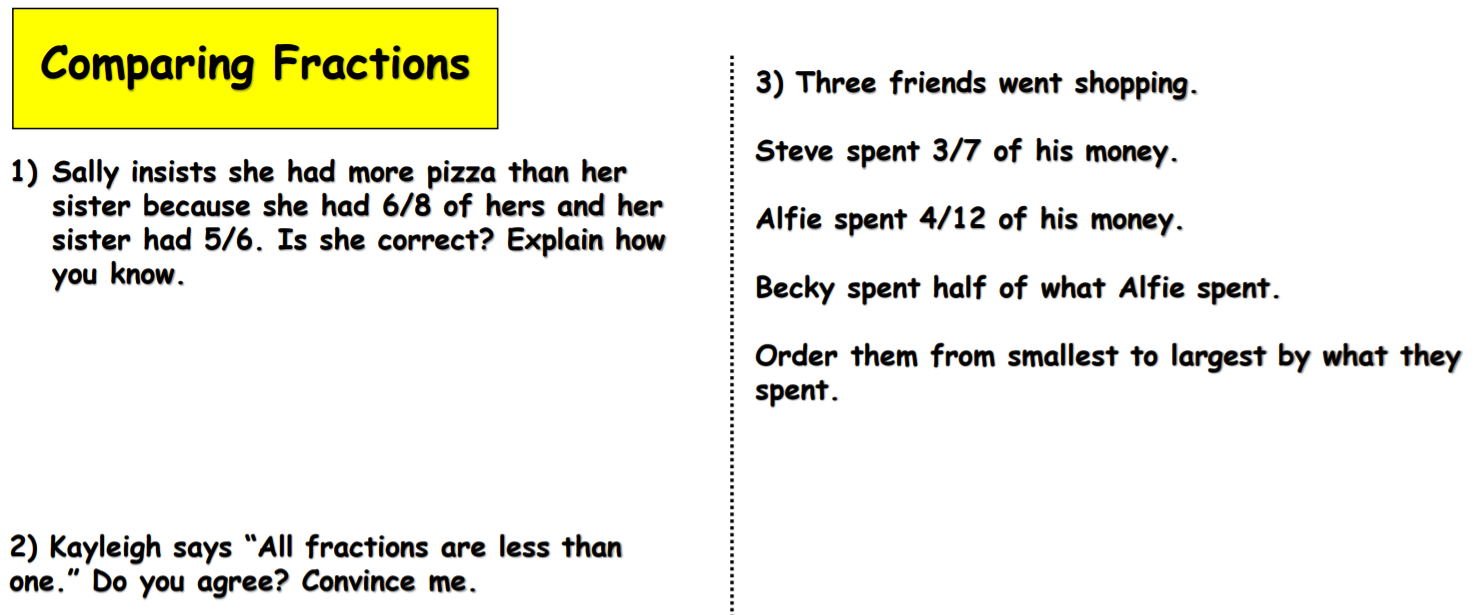 Comparing Fractions
1) Sally insists she had more pizza than her
sister because she had 6/8 of hers and her
sister had 5/6. Is she correct? Explain how
you know.
2) Kayleigh says “All fractions are less than
one.” Do you agree? Convince me.
3) Three friends went shopping.
Steve spent 3/7 of his money.
Alfie spent 4/12 of his money.
Becky spent half of what Alfie spent.
Order them from smallest to largest by what they
spent.